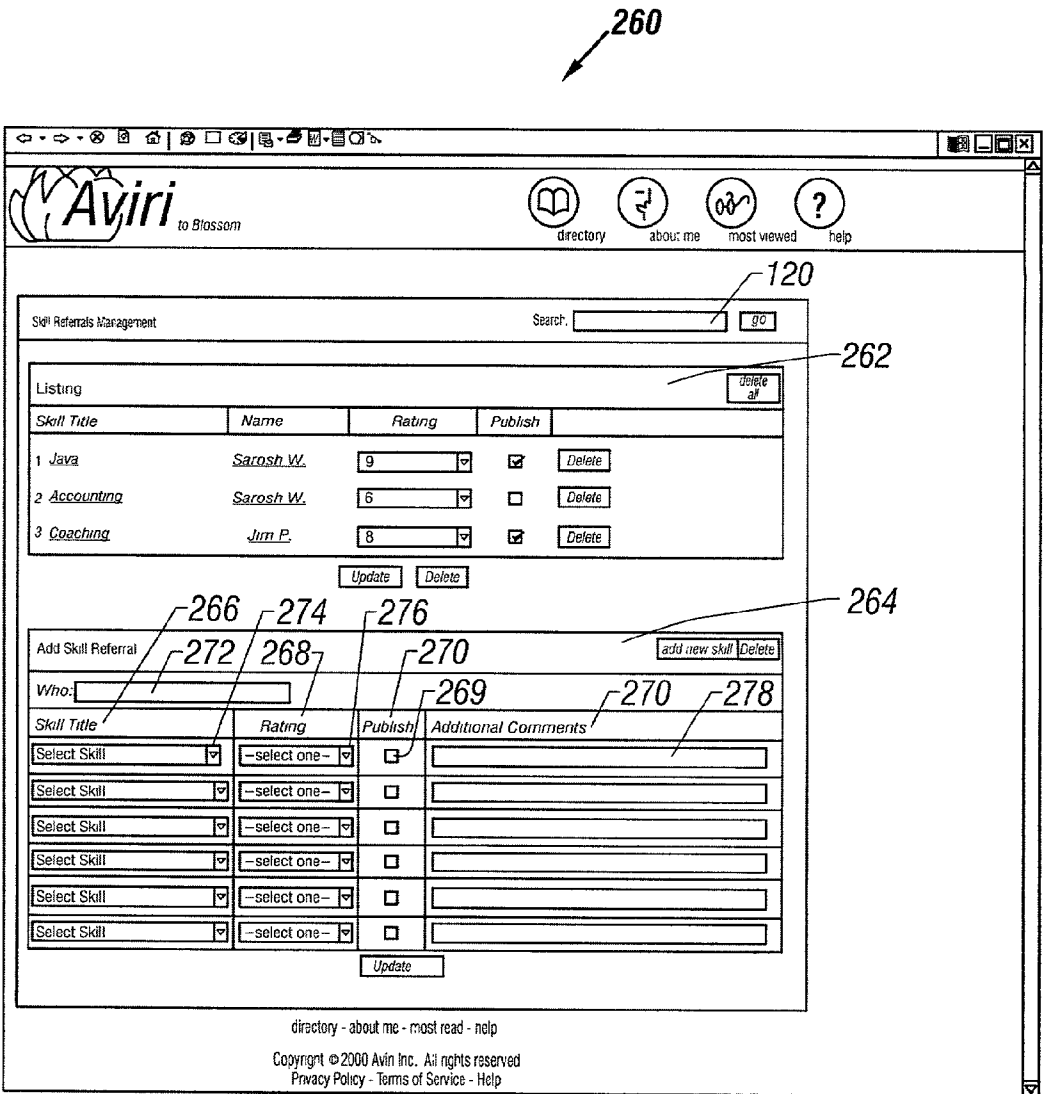 260
Aviri to Blossom
directory about me most viewed help
120
Skill Referrals Management Search. go
262
Listing delete all
Skill Title Name Rating Publish
1 Java Sarosh W. 9 Delete
2 Accounting Sarosh W. 6 Delete
3 Coaching Jim P. 8 Delete
Update Delete
266 274 276 264
Add Skill Referral add new skill Delete
272 268 270
Who: 269 270 278
Skill Title Rating Publish Additional Comments
Select Skill –select one–
Select Skill –select one–
Select Skill –select one–
Select Skill –select one–
Select Skill –select one–
Select Skill –select one–
Update
directory - about me - most read - help
Copyright © 2000 Aviri Inc. All rights reserved
Privacy Policy - Terms of Service - Help